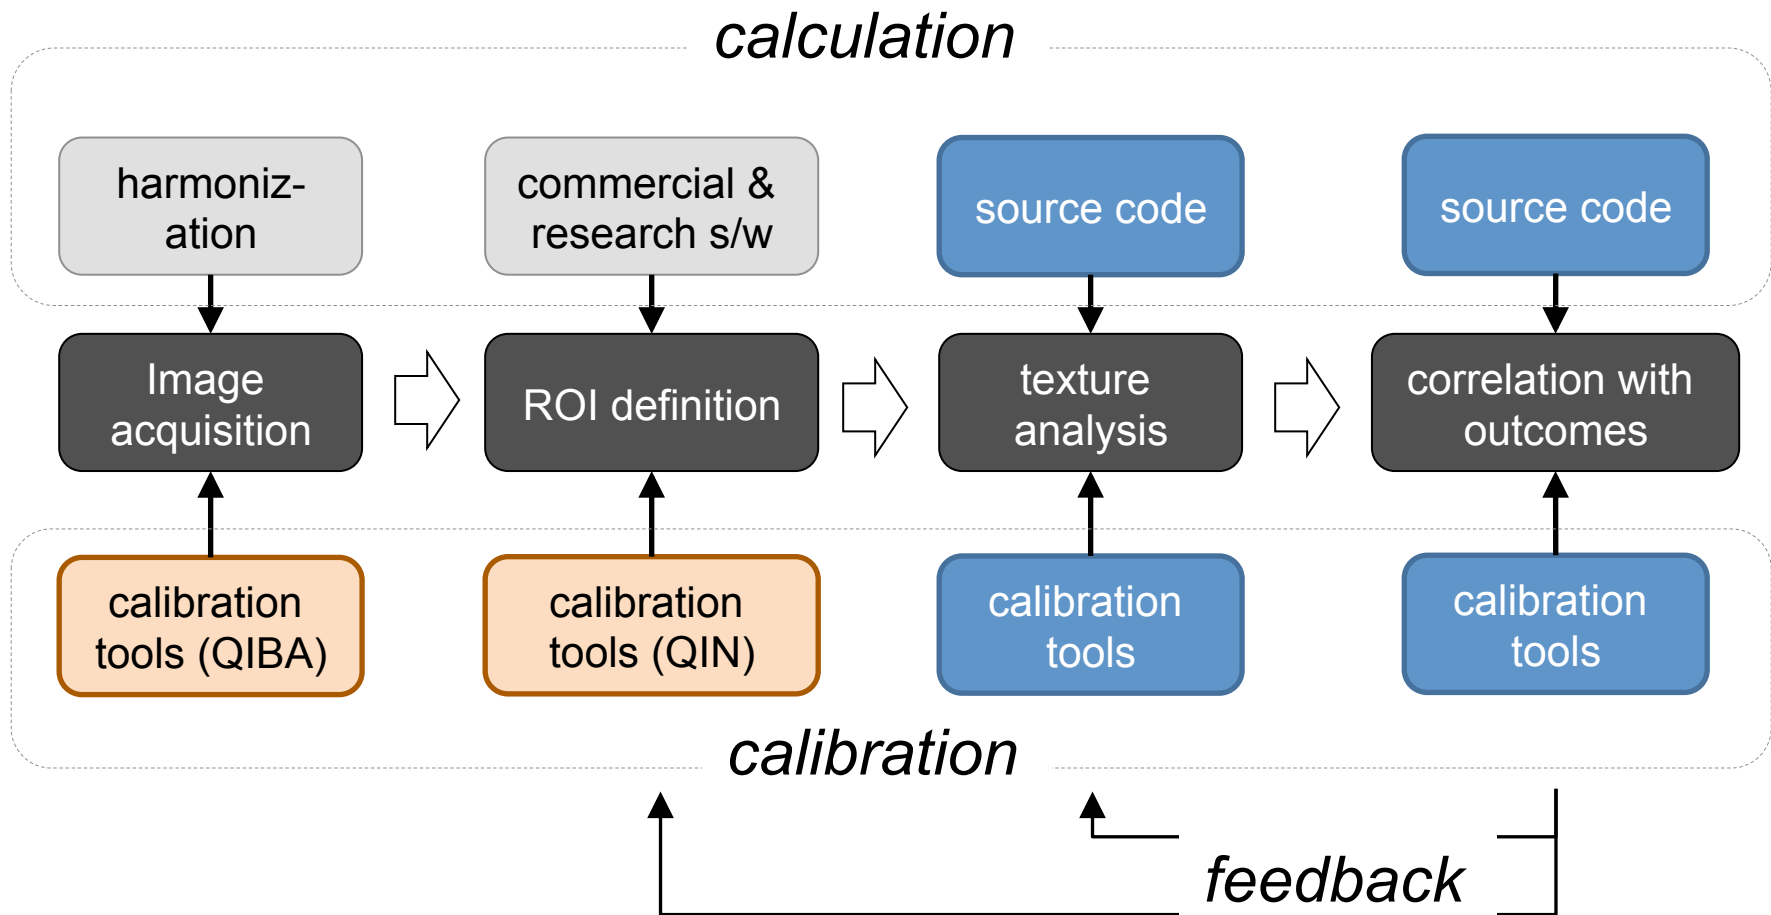 calculation
harmoniz-
ation
commercial &
research s/w
source code
source code
Image
acquisition
ROI definition
texture
analysis
correlation with
outcomes
calibration
tools (QIBA)
calibration
tools (QIN)
calibration
tools
calibration
tools
calibration
feedback